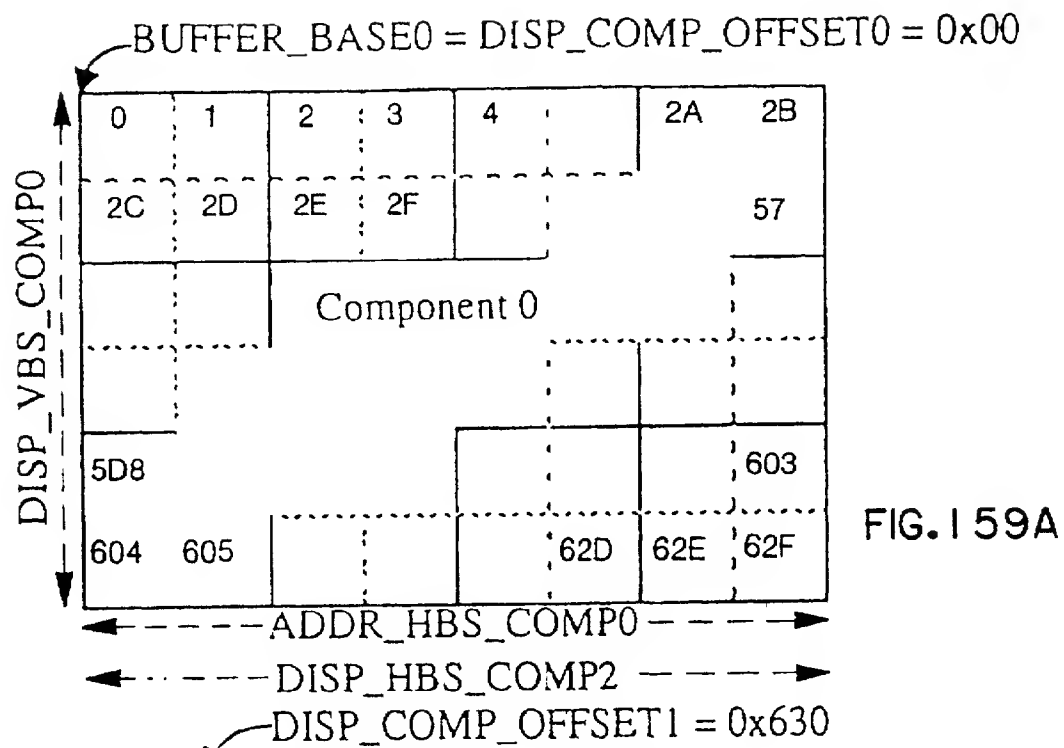 BUFFER_BASE0 = DISP_COMP_OFFSET0 = 0x00
0 1 2 3 4 2A 2B
2C 2D 2E 2F 57
Component 0
5D8 603
604 605 62D 62E 62F
DISP_VBS_COMP0
FIG.159A
ADDR_HBS_COMP0
DISP_HBS_COMP2
DISP_COMP_OFFSET1 = 0x630